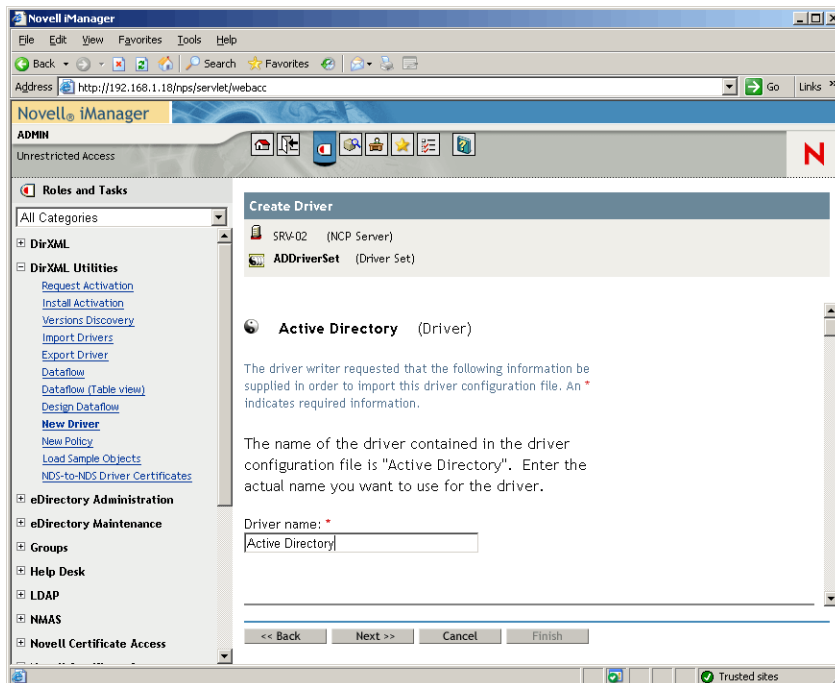 Novell iManager
File Edit View Favorites Tools Help
Back Search Favorites
Address http://192.168.1.18/nps/servlet/webacc Go Links »
Novell® iManager
ADMIN
Unrestricted Access
N
Roles and Tasks
All Categories
DirXML
DirXML Utilities
Request Activation
Install Activation
Versions Discovery
Import Drivers
Export Driver
Dataflow
Dataflow (Table view)
Design Dataflow
New Driver
New Policy
Load Sample Objects
NDS-to-NDS Driver Certificates
eDirectory Administration
eDirectory Maintenance
Groups
Help Desk
LDAP
NMAS
Novell Certificate Access
Create Driver
SRV-02 (NCP Server)
ADDriverSet (Driver Set)
Active Directory (Driver)
The driver writer requested that the following information be
supplied in order to import this driver configuration file. An *
indicates required information.
The name of the driver contained in the driver
configuration file is "Active Directory". Enter the
actual name you want to use for the driver.
Driver name: *
Active Directory
<< Back Next >> Cancel Finish
Trusted sites